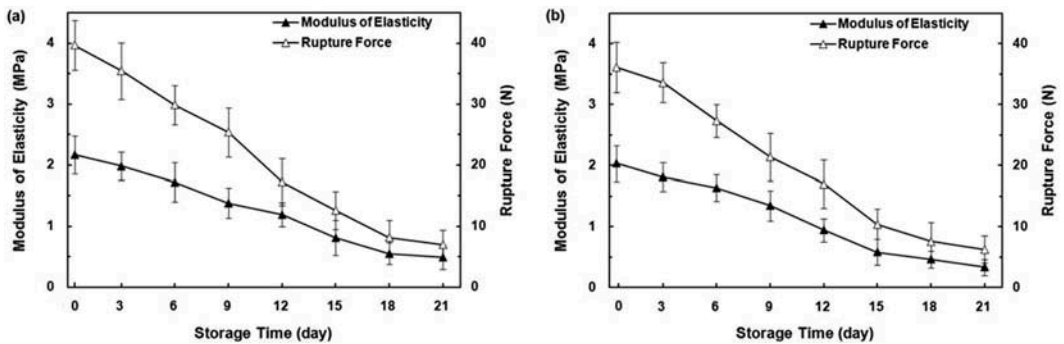 (a)
Modulus of Elasticity
Rupture Force
Modulus of Elasticity (MPa)
4
3
2
1
0
40
30
20
10
0
Rupture Force (N)
0 3 6 9 12 15 18 21
Storage Time (day)
(b)
Modulus of Elasticity
Rupture Force
Modulus of Elasticity (MPa)
4
3
2
1
0
40
30
20
10
0
Rupture Force (N)
0 3 6 9 12 15 18 21
Storage Time (day)